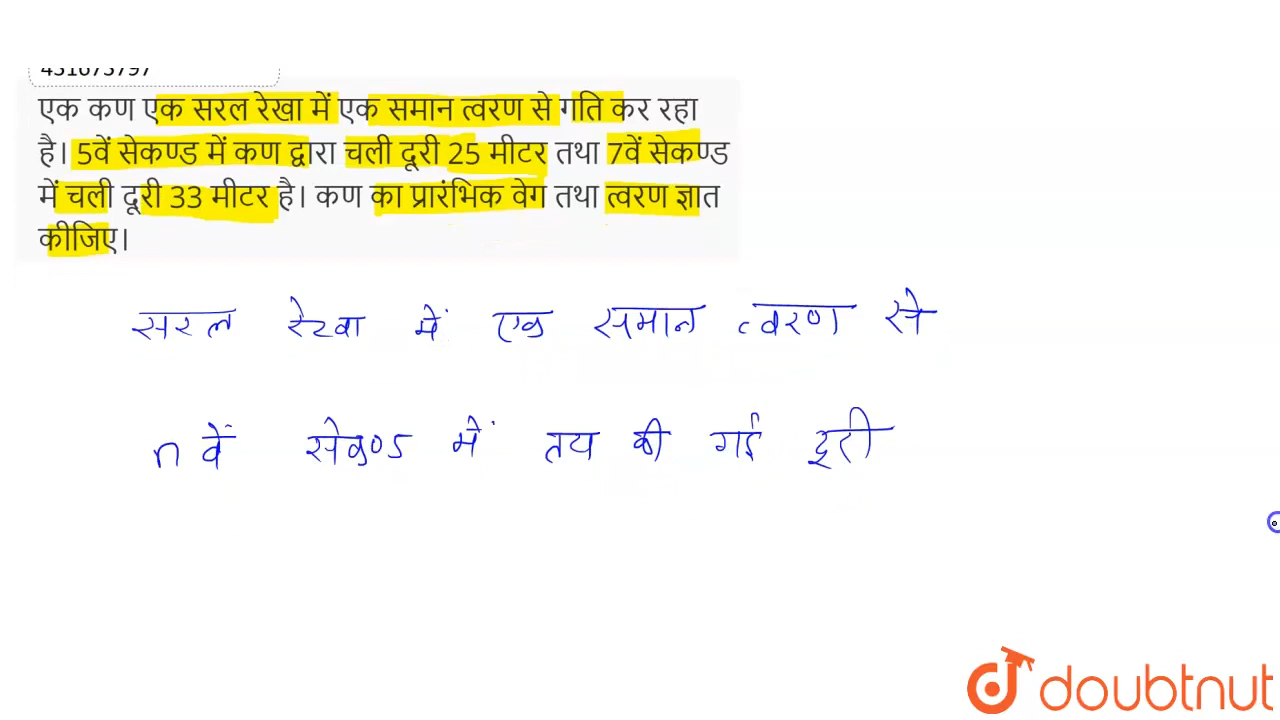 431673797
एक कण एक सरल रेखा में एक समान त्वरण से गति कर रहा
है। 5वें सेकण्ड में कण द्वारा चली दूरी 25 मीटर तथा 7वें सेकण्ड
में चली दूरी 33 मीटर है। कण का प्रारंभिक वेग तथा त्वरण ज्ञात
कीजिए।
सरल रेखा में एक समान त्वरण से
n वें सेकण्ड में तय की गई दूरी
doubtnut